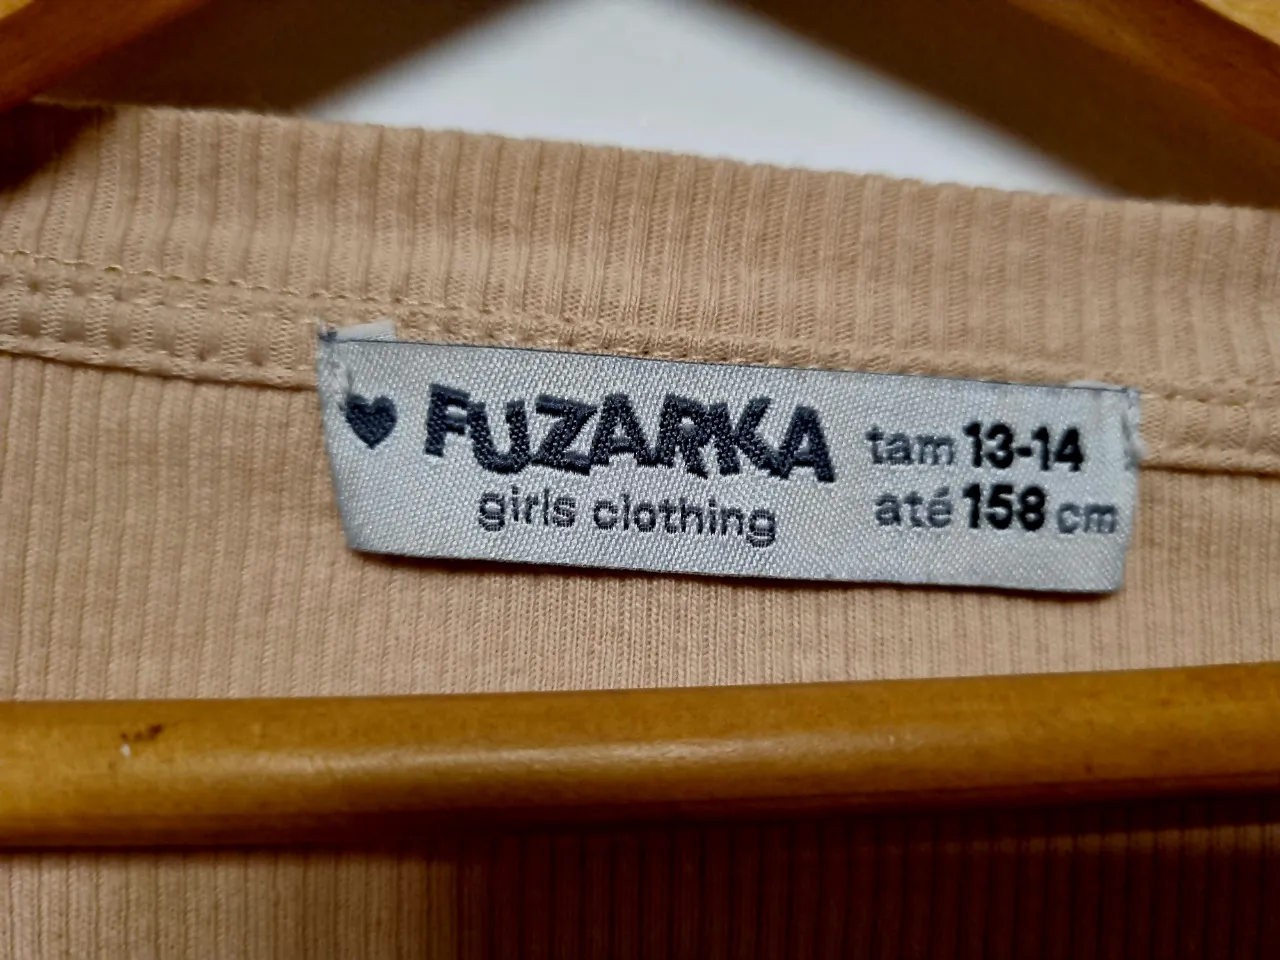 FUZARKA
girls clothing
tam 13-14
até 158 cm